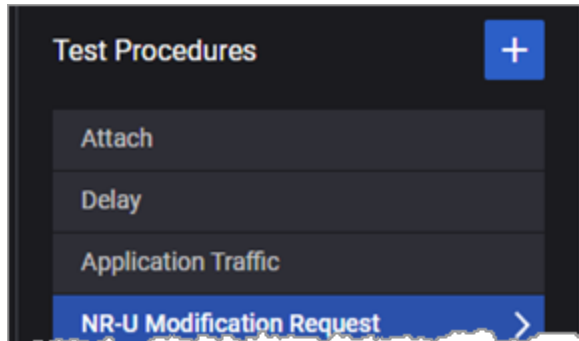 Test Procedures
Attach
Delay
Application Traffic
NR-U Modification Request